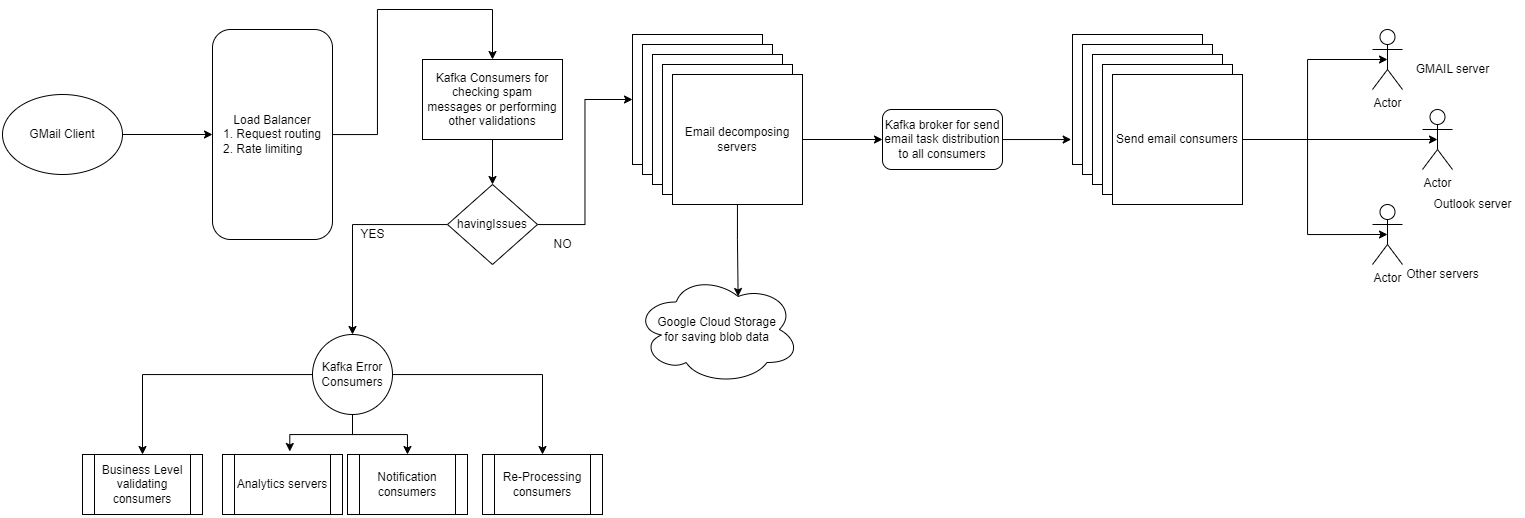 GMail Client
Load Balancer
1. Request routing
2. Rate limiting
Kafka Consumers for
checking spam
messages or performing
other validations
havingIssues
YES
NO
Kafka Error
Consumers
Business Level
validating
consumers
Analytics servers
Notification
consumers
Re-Processing
consumers
Email decomposing
servers
Google Cloud Storage
for saving blob data
Kafka broker for send
email task distribution
to all consumers
Send email consumers
GMAIL server
Actor
Actor
Outlook server
Actor
Other servers